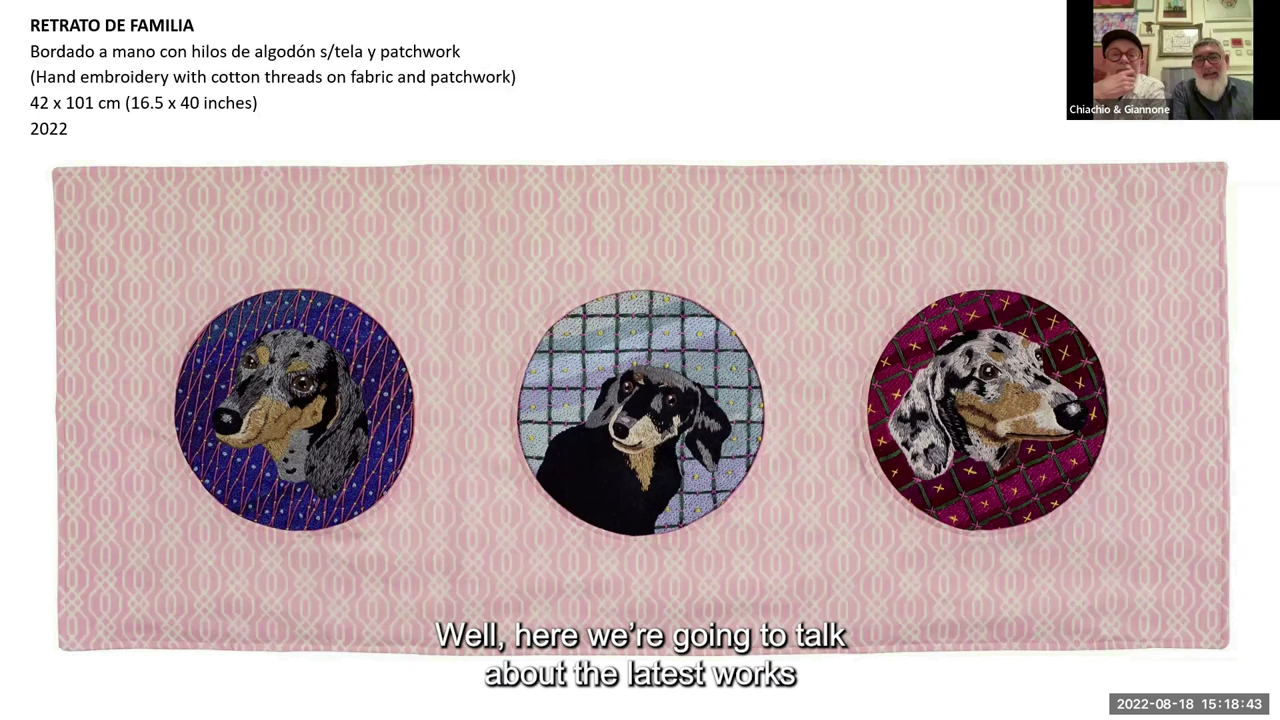 RETRATO DE FAMILIA
Bordado a mano con hilos de algodón s/tela y patchwork
(Hand embroidery with cotton threads on fabric and patchwork)
42 x 101 cm (16.5 x 40 inches)
2022
Chiachio & Giannone
Well, here we're going to talk
about the latest works
2022-08-18 15:18:43